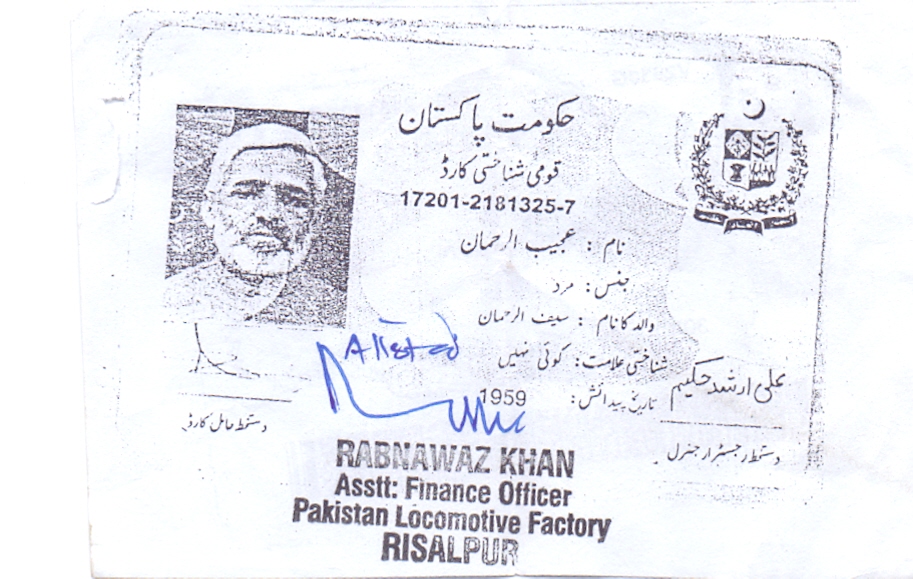 حکومت پاکستان
قومی شناختی کارڈ
17201-2181325-7
نام : عجیب الرحمان
جنس: مرد
والد کا نام : سیف الرحمان
شناختی علامت: کوئی نہیں
تاریخ پیدائش: 1959
علی ارشد حکیم
دستخط رجسٹرار جنرل
دستخط حامل کارڈ
Attested
RABNAWAZ KHAN
Asstt: Finance Officer
Pakistan Locomotive Factory
RISALPUR